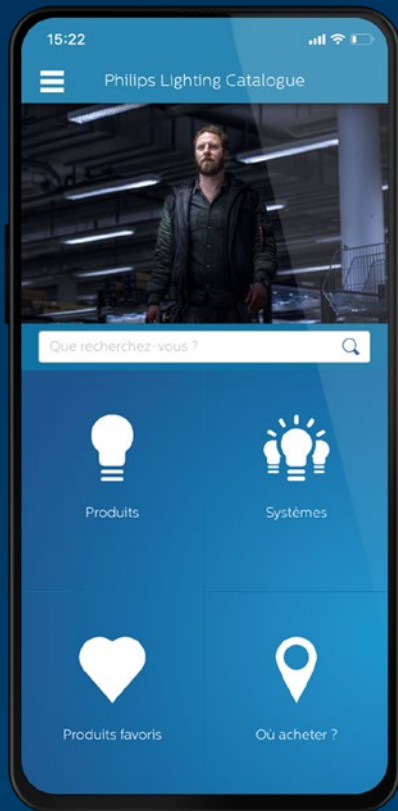 15:22
Philips Lighting Catalogue
Que recherchez-vous ?
Produits
Systèmes
Produits favoris
Où acheter ?